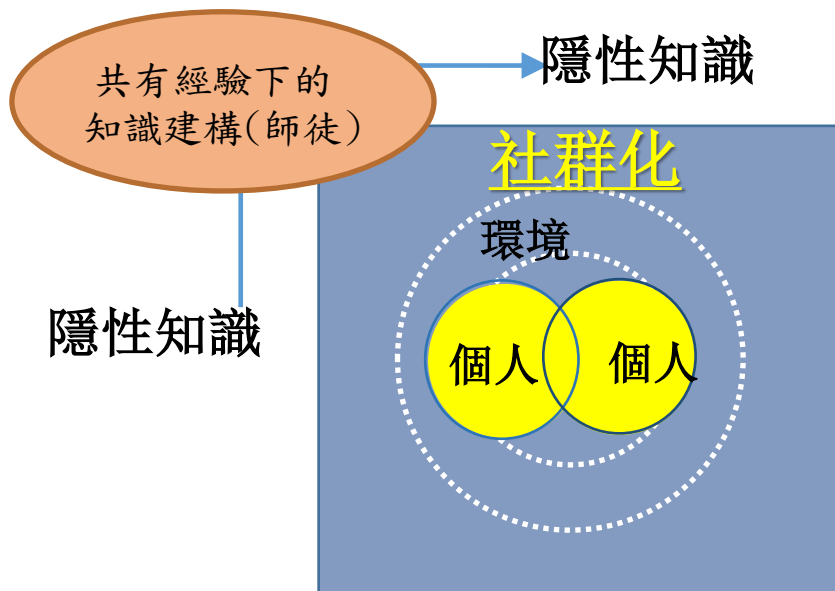 共有經驗下的
知識建構(師徒)
隱性知識
社群化
環境
隱性知識
個人
個人